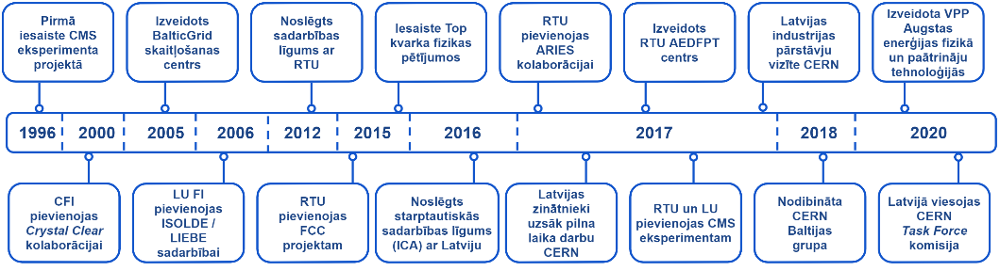 Pirmā
iesaiste CMS
eksperimenta
projektā
Izveidots
BalticGrid
skaitļošanas
centrs
Noslēgts
sadarbības
līgums ar
RTU
Iesaiste Top
kvarka fizikas
pētījumos
RTU
pievienojas
ARIES
kolaborācijai
Izveidots
RTU AEDFPT
centrs
Latvijas
industrijas
pārstāvju
vizīte CERN
Izveidota VPP
Augstas
enerģijas fizikā
un paātrināju
tehnoloģijās
1996 2000 2005 2006 2012 2015 2016 2017 2018 2020
CFI
pievienojas
Crystal Clear
kolaborācijai
LU FI
pievienojas
ISOLDE /
LIEBE
sadarbībai
RTU
pievienojas
FCC
projektam
Noslēgts
starptautiskās
sadarbības līgums
(ICA) ar Latviju
Latvijas
zinātnieki
uzsāk pilna
laika darbu
CERN
RTU un LU
pievienojas CMS
eksperimentam
Nodibināta
CERN
Baltijas
grupa
Latvijā viesojas
CERN
Task Force
komisija